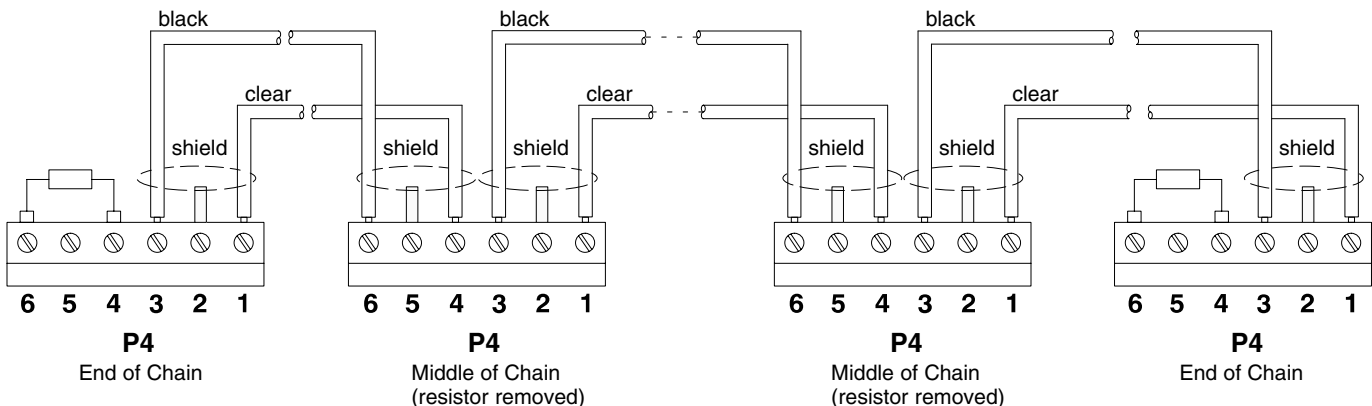 black black black
clear clear clear
shield shield shield shield shield shield
6 5 4 3 2 1 6 5 4 3 2 1 6 5 4 3 2 1 6 5 4 3 2 1
P4 P4 P4 P4
End of Chain Middle of Chain Middle of Chain End of Chain
(resistor removed) (resistor removed)